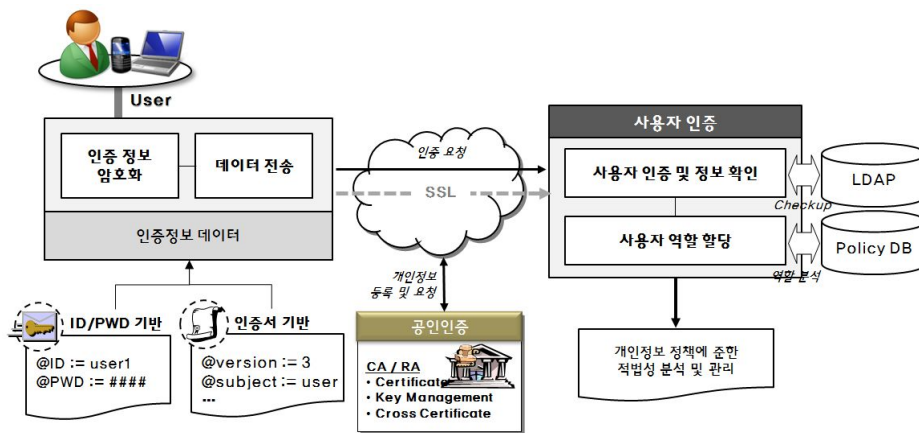 User
인증 정보
암호화
데이터 전송
인증정보 데이터
ID/PWD 기반
@ID := user1
@PWD := ####
인증서 기반
@version := 3
@subject := user
...
인증 요청
SSL
개인정보
등록 및 요청
공인인증
CA / RA
• Certificate
• Key Management
• Cross Certificate
사용자 인증
사용자 인증 및 정보 확인
사용자 역할 할당
Checkup
역할 분석
LDAP
Policy DB
개인정보 정책에 준한
적법성 분석 및 관리